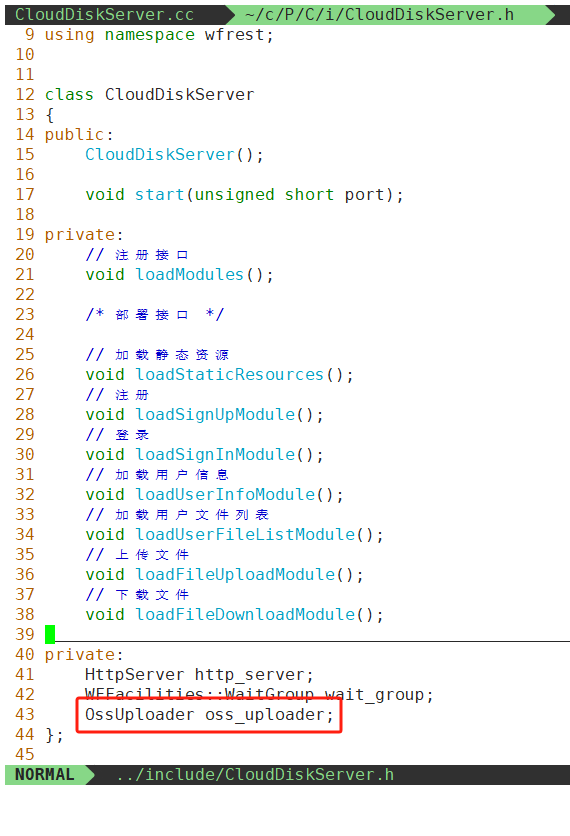 CloudDiskServer.cc ~/c/P/C/i/CloudDiskServer.h
9 using namespace wfrest;
10
11
12 class CloudDiskServer
13 {
14 public:
15     CloudDiskServer();
16
17     void start(unsigned short port);
18
19 private:
20     // 注册接口
21     void loadModules();
22
23     /* 部署接口 */
24
25     // 加载静态资源
26     void loadStaticResources();
27     // 注册
28     void loadSignUpModule();
29     // 登录
30     void loadSignInModule();
31     // 加载用户信息
32     void loadUserInfoModule();
33     // 加载用户文件列表
34     void loadUserFileListModule();
35     // 上传文件
36     void loadFileUploadModule();
37     // 下载文件
38     void loadFileDownloadModule();
39
40 private:
41     HttpServer http_server;
42     WFFacilities::WaitGroup wait_group;
43     OssUploader oss_uploader;
44 };
45
NORMAL ../include/CloudDiskServer.h